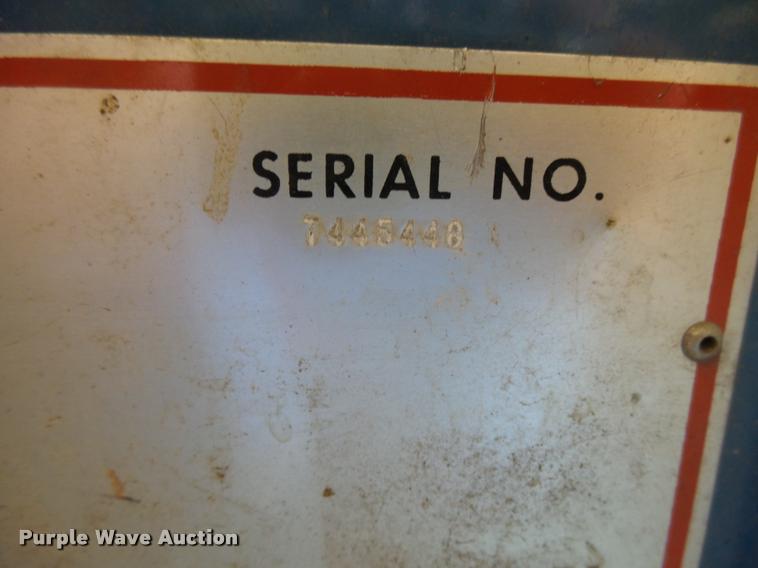 SERIAL NO.
7445448
Purple Wave Auction